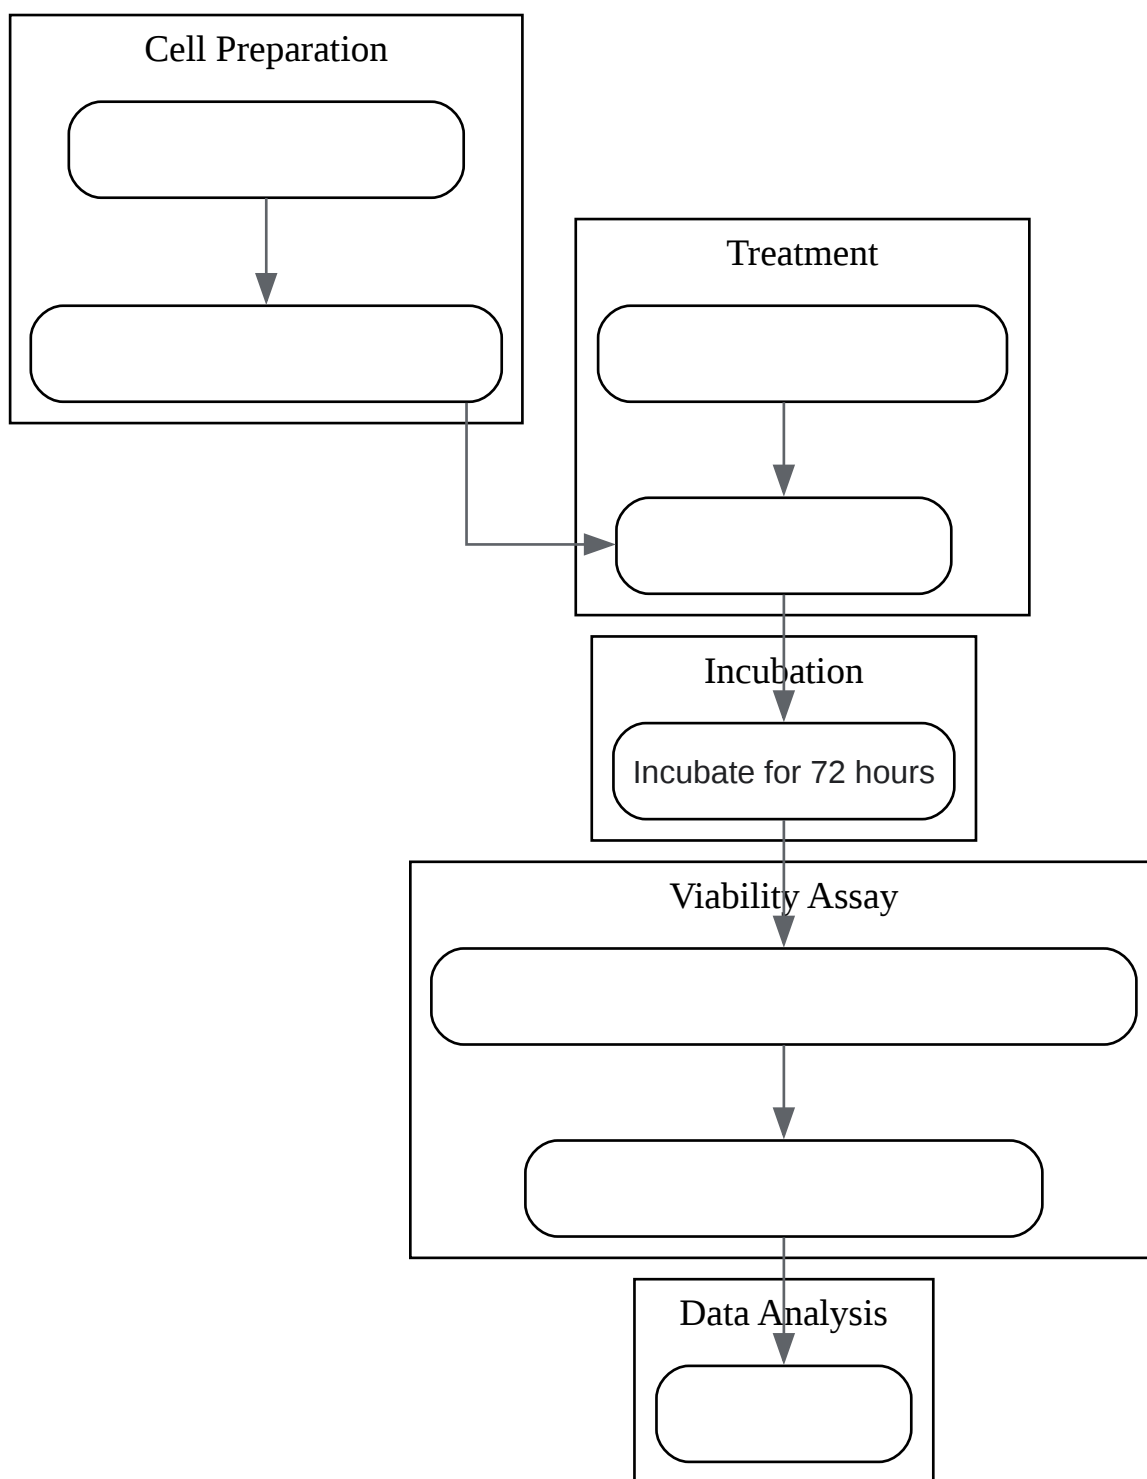 Cell Preparation
Treatment
Incubation
Incubate for 72 hours
Viability Assay
Data Analysis